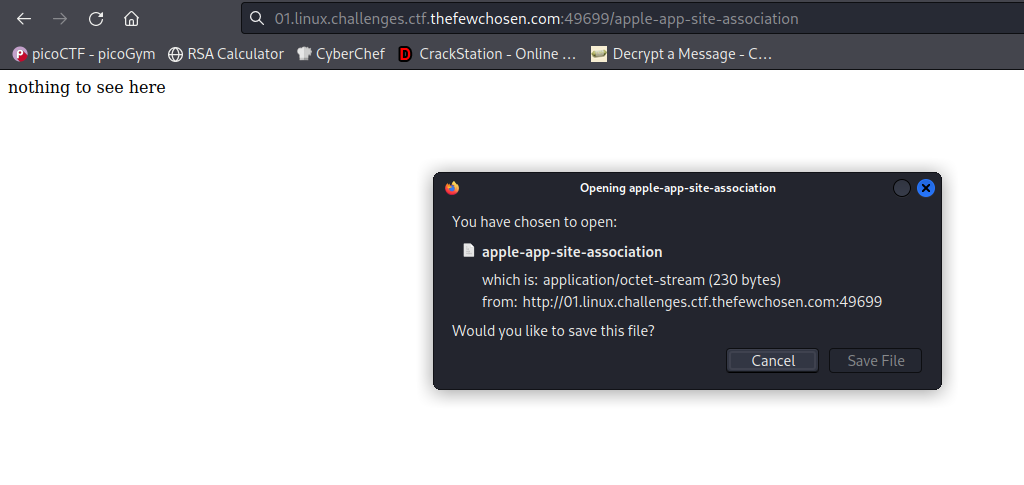 01.linux.challenges.ctf.thefewchosen.com:49699/apple-app-site-association
picoCTF - picoGym RSA Calculator CyberChef CrackStation - Online ... Decrypt a Message - C...
nothing to see here
Opening apple-app-site-association
You have chosen to open:
apple-app-site-association
which is: application/octet-stream (230 bytes)
from: http://01.linux.challenges.ctf.thefewchosen.com:49699
Would you like to save this file?
Cancel Save File